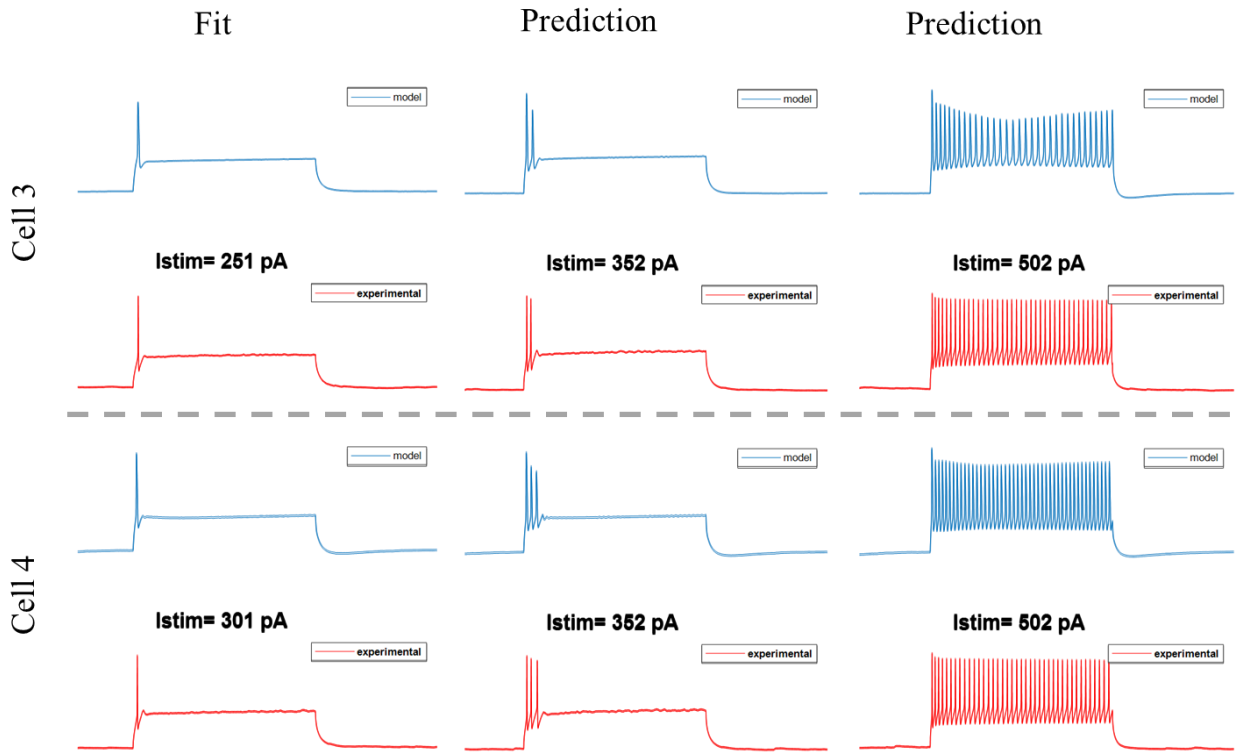 Fit Prediction Prediction
Cell 3
model model model
Istim= 251 pA Istim= 352 pA Istim= 502 pA
experimental experimental experimental
Cell 4
model model model
Istim= 301 pA Istim= 352 pA Istim= 502 pA
experimental experimental experimental